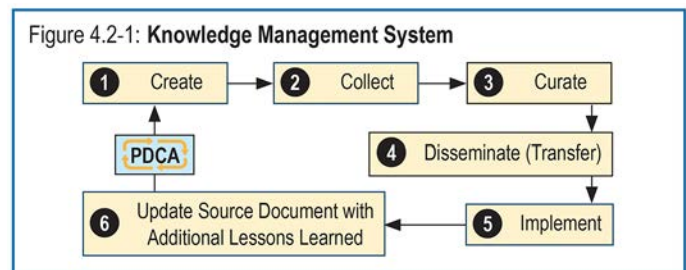 Figure 4.2-1: Knowledge Management System
1 Create
2 Collect
3 Curate
4 Disseminate (Transfer)
5 Implement
6 Update Source Document with
Additional Lessons Learned
PDCA